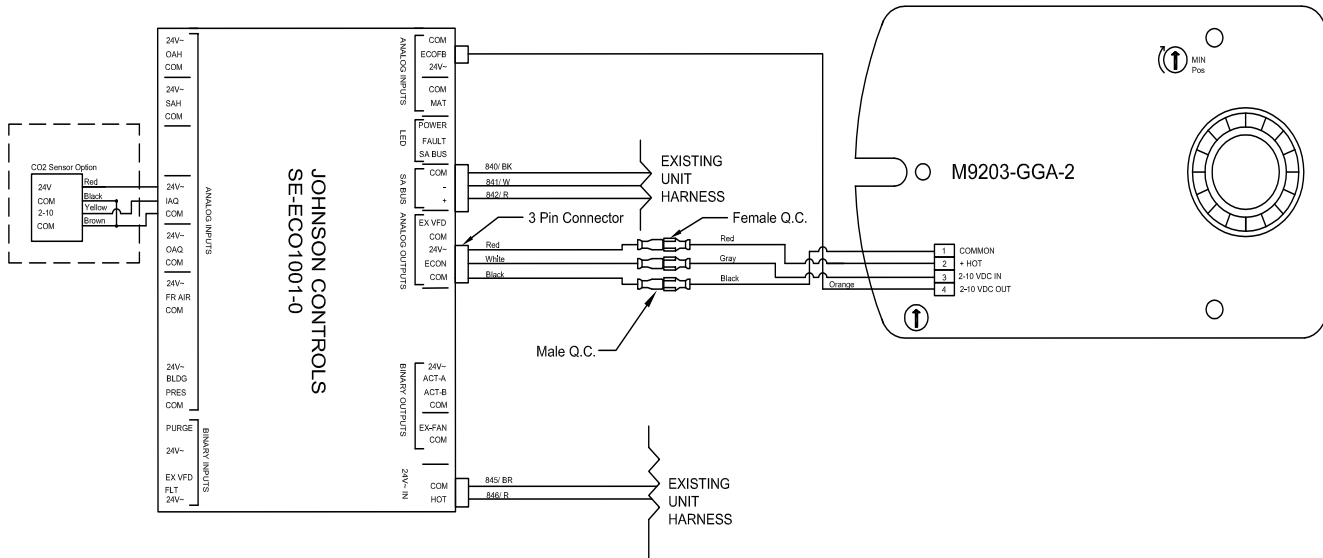 CO2 Sensor Option
24V
COM
2-10
COM
Red
Black
Yellow
Brown
24V~
OAH
COM
24V~
SAH
COM
24V~
IAQ
COM
24V~
OAQ
COM
24V~
FR AIR
COM
24V~
BLDG
PRES
COM
PURGE
24V~
EX VFD
FLT
24V~
ANALOG INPUTS
BINARY INPUTS
JOHNSON CONTROLS
SE-ECO1001-0
ANALOG INPUTS
LED
SA BUS
ANALOG OUTPUTS
BINARY OUTPUTS
24V~ IN
COM
ECOFB
24V~
COM
MAT
POWER
FAULT
SA BUS
COM
-
+
EX VFD
COM
24V~
ECON
COM
24V~
ACT-A
ACT-B
COM
EX-FAN
COM
COM
HOT
840/ BK
841/ W
842/ R
EXISTING
UNIT
HARNESS
3 Pin Connector
Female Q.C.
Red
White
Black
Red
Gray
Black
Orange
Male Q.C.
845/ BR
846/ R
EXISTING
UNIT
HARNESS
MIN
Pos
M9203-GGA-2
1 COMMON
2 + HOT
3 2-10 VDC IN
4 2-10 VDC OUT